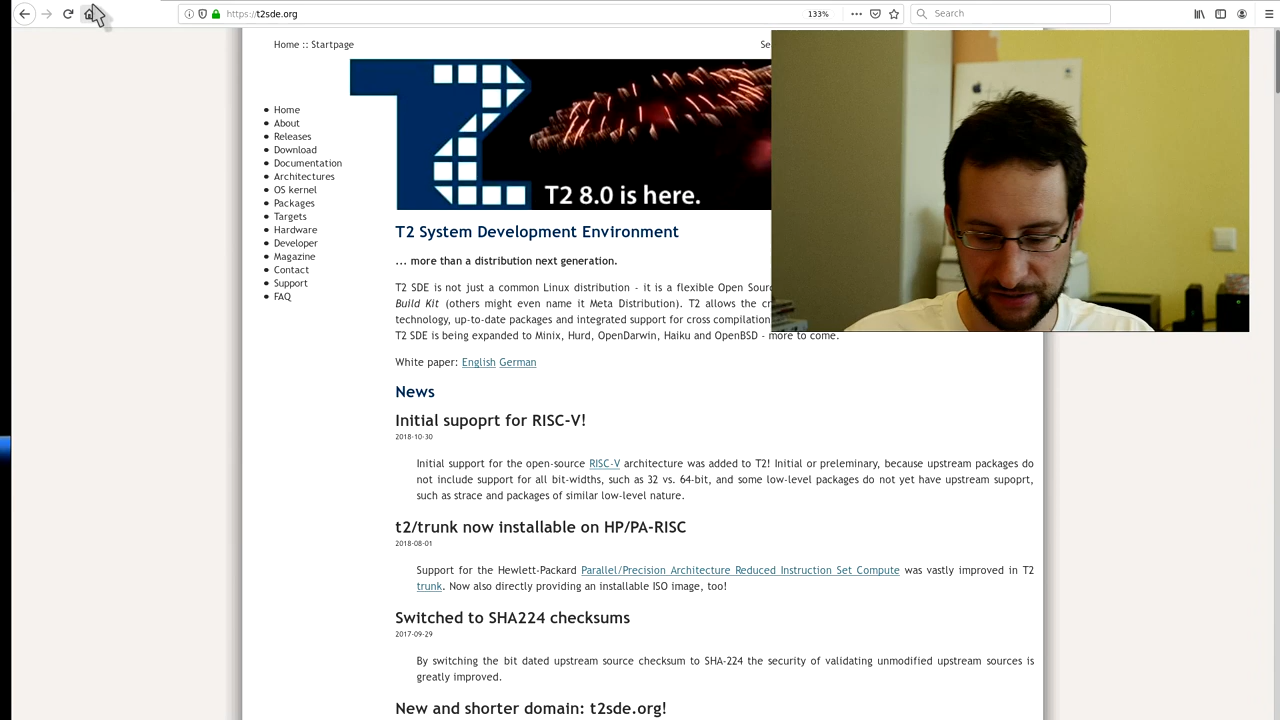 https://t2sde.org
133%
Search
Home :: Startpage
Se
T2 8.0 is here.
Home
About
Releases
Download
Documentation
Architectures
OS kernel
Packages
Targets
Hardware
Developer
Magazine
Contact
Support
FAQ
T2 System Development Environment
... more than a distribution next generation.
T2 SDE is not just a common Linux distribution - it is a flexible Open Sour
Build Kit (others might even name it Meta Distribution). T2 allows the cr
technology, up-to-date packages and integrated support for cross compilation
T2 SDE is being expanded to Minix, Hurd, OpenDarwin, Haiku and OpenBSD - more to come.
White paper: English German
News
Initial supoprt for RISC-V!
2018-10-30
Initial support for the open-source RISC-V architecture was added to T2! Initial or preleminary, because upstream packages do
not include support for all bit-widths, such as 32 vs. 64-bit, and some low-level packages do not yet have upstream supoprt,
such as strace and packages of similar low-level nature.
t2/trunk now installable on HP/PA-RISC
2018-08-01
Support for the Hewlett-Packard Parallel/Precision Architecture Reduced Instruction Set Compute was vastly improved in T2
trunk. Now also directly providing an installable ISO image, too!
Switched to SHA224 checksums
2017-09-29
By switching the bit dated upstream source checksum to SHA-224 the security of validating unmodified upstream sources is
greatly improved.
New and shorter domain: t2sde.org!